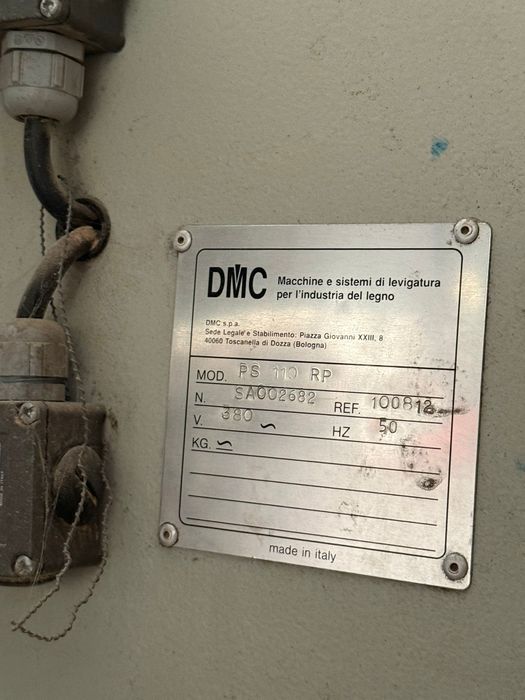 DMC Macchine e sistemi di levigatura
per l'industria del legno
DMC s.p.a.
Sede Legale e Stabilimento: Piazza Giovanni XXIII, 8
40060 Toscanella di Dozza (Bologna)
MOD. PS 110 RP
N. SA002682 REF. 100812
V. 380 ~ HZ 50
KG. ~
made in italy